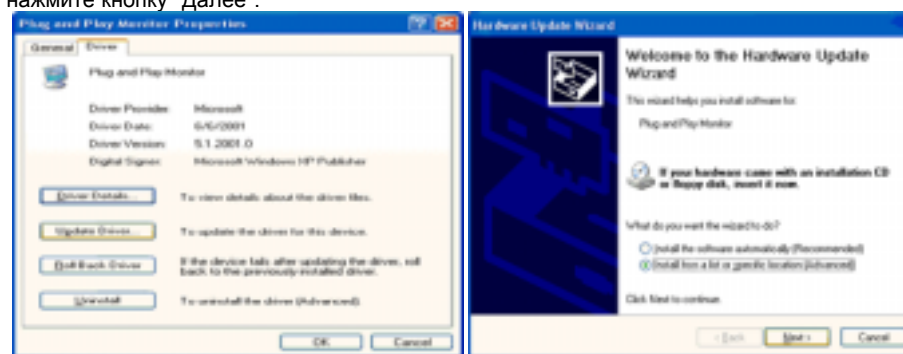 нажмите кнопку "Далее".
Plug and Play Monitor Properties
General Driver
Plug and Play Monitor
Driver Provider: Microsoft
Driver Date: 6/6/2001
Driver Version: 5.1.2001.0
Digital Signer: Microsoft Windows XP Publisher
Driver Details... To view details about the driver files.
Update Driver... To update the driver for this device.
Roll Back Driver If the device fails after updating the driver, roll
back to the previously installed driver.
Uninstall To uninstall the driver (Advanced).
OK Cancel
Hardware Update Wizard
Welcome to the Hardware Update
Wizard
This wizard helps you install software for:
Plug and Play Monitor
If your hardware came with an installation CD
or floppy disk, insert it now.
What do you want the wizard to do?
Install the software automatically (Recommended)
Install from a list or specific location (Advanced)
Click Next to continue.
< Back Next > Cancel